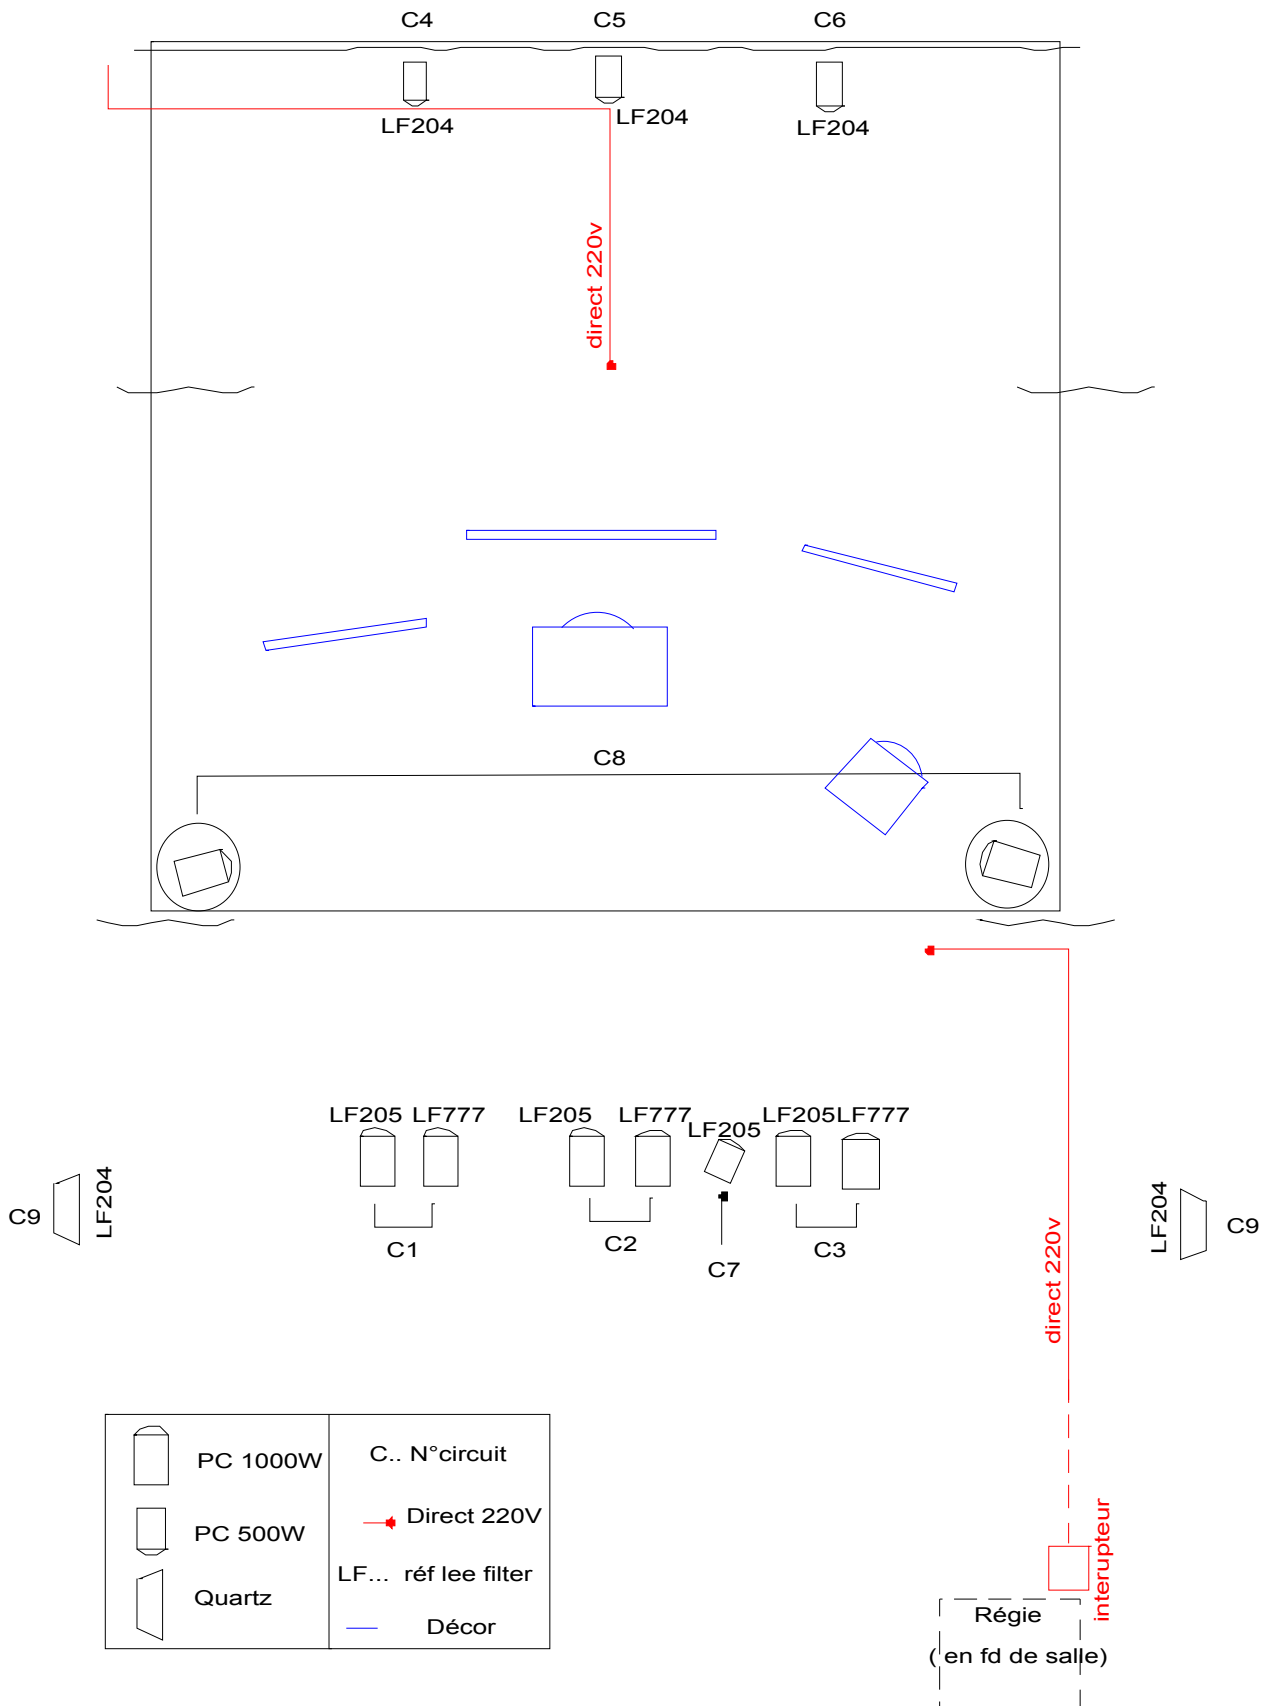 C4
C5
C6
LF204
LF204
LF204
direct 220v
C8
LF205
LF777
LF205
LF777
LF205
LF205
LF777
C9
LF204
C1
C2
C7
C3
LF204
C9
direct 220v
PC 1000W
PC 500W
Quartz
C.. N°circuit
Direct 220V
LF... réf lee filter
Décor
interupteur
Régie
( en fd de salle)